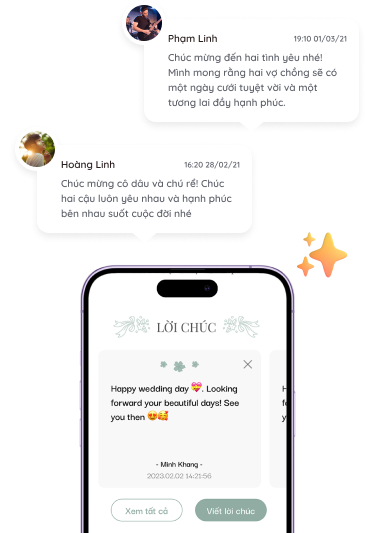 Phạm Linh 19:10 01/03/21
Chúc mừng đến hai tình yêu nhé!
Mình mong rằng hai vợ chồng sẽ có
một ngày cưới tuyệt vời và một
tương lai đầy hạnh phúc.
Hoàng Linh 16:20 28/02/21
Chúc mừng cô dâu và chú rể! Chúc
hai cậu luôn yêu nhau và hạnh phúc
bên nhau suốt cuộc đời nhé
LỜI CHÚC
Happy wedding day 💝. Looking
forward your beautiful days! See
you then 😍🥰
- Minh Khang -
2023.02.02 14:21:56
Xem tất cả
Viết lời chúc